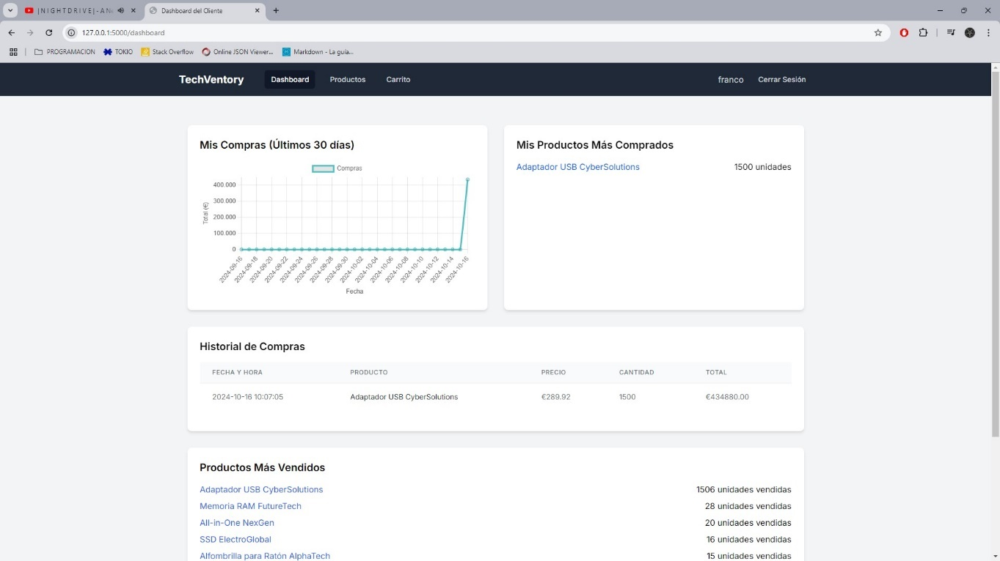 |N I G H T D R I V E| - AN
Dashboard del Cliente
127.0.0.1:5000/dashboard
PROGRAMACION TOKIO Stack Overflow Online JSON Viewer... Markdown - La guía...
TechVentory Dashboard Productos Carrito franco Cerrar Sesión
Mis Compras (Últimos 30 días)
Compras
400.000
300.000
200.000
100.000
0
Total (€)
2024-09-16 2024-09-18 2024-09-20 2024-09-22 2024-09-24 2024-09-26 2024-09-28 2024-09-30 2024-10-02 2024-10-04 2024-10-06 2024-10-08 2024-10-10 2024-10-12 2024-10-14 2024-10-16
Fecha
Mis Productos Más Comprados
Adaptador USB CyberSolutions 1500 unidades
Historial de Compras
FECHA Y HORA PRODUCTO PRECIO CANTIDAD TOTAL
2024-10-16 10:07:05 Adaptador USB CyberSolutions €289.92 1500 €434880.00
Productos Más Vendidos
Adaptador USB CyberSolutions 1506 unidades vendidas
Memoria RAM FutureTech 28 unidades vendidas
All-in-One NexGen 20 unidades vendidas
SSD ElectroGlobal 16 unidades vendidas
Alfombrilla para Ratón AlphaTech 15 unidades vendidas